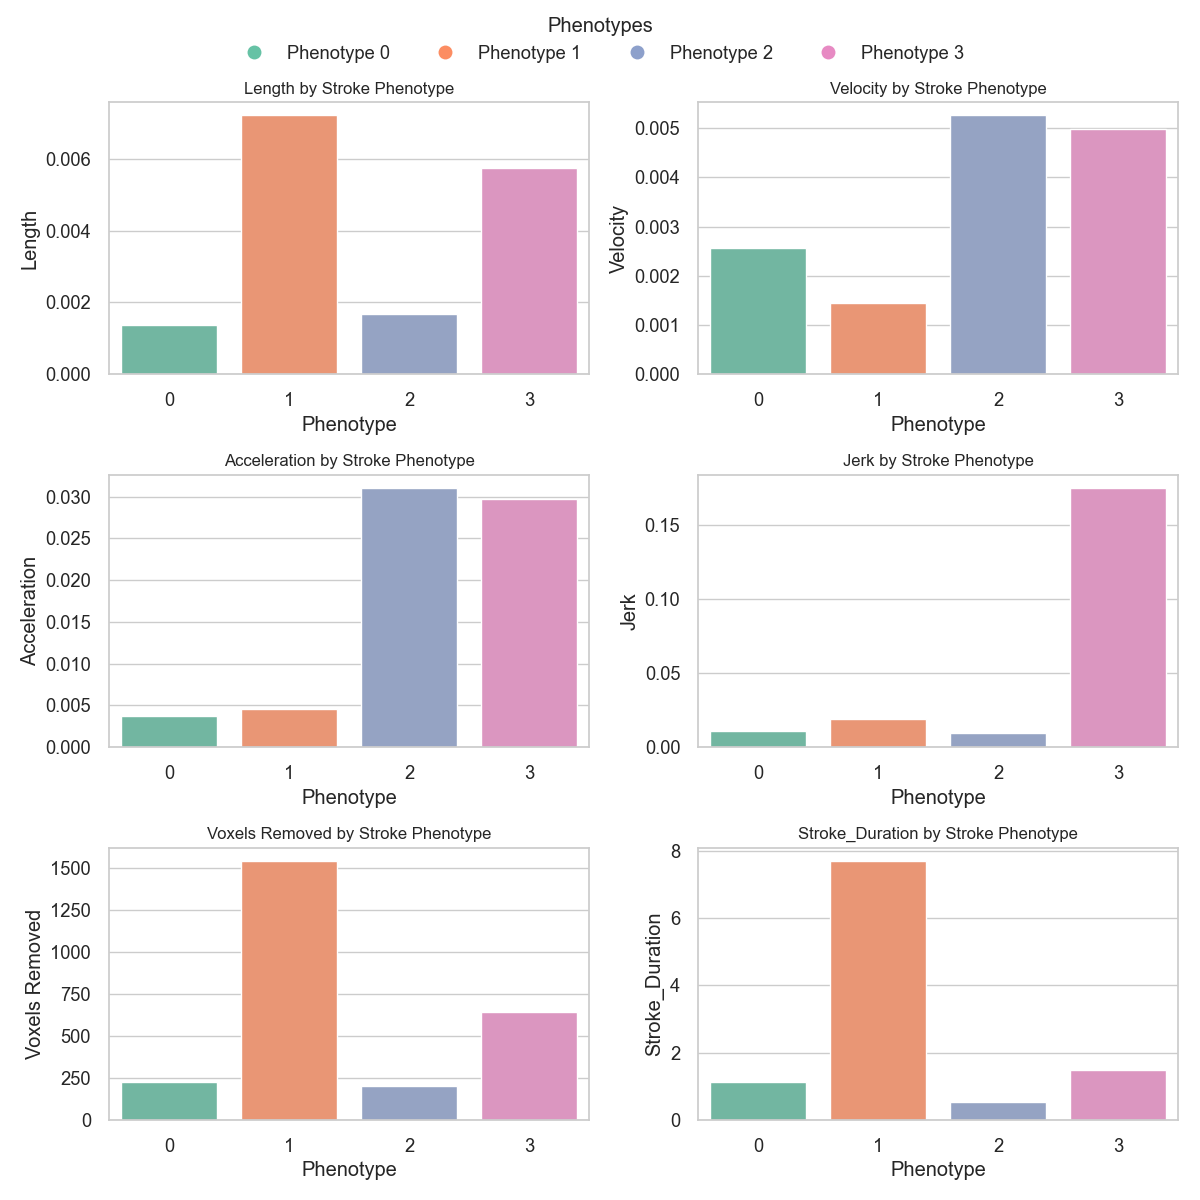 Phenotypes
Phenotype 0 Phenotype 1 Phenotype 2 Phenotype 3
Length by Stroke Phenotype
Length
0.006
0.004
0.002
0.000
0 1 2 3
Phenotype
Velocity by Stroke Phenotype
Velocity
0.005
0.004
0.003
0.002
0.001
0.000
0 1 2 3
Phenotype
Acceleration by Stroke Phenotype
Acceleration
0.030
0.025
0.020
0.015
0.010
0.005
0.000
0 1 2 3
Phenotype
Jerk by Stroke Phenotype
Jerk
0.15
0.10
0.05
0.00
0 1 2 3
Phenotype
Voxels Removed by Stroke Phenotype
Voxels Removed
1500
1250
1000
750
500
250
0
0 1 2 3
Phenotype
Stroke_Duration by Stroke Phenotype
Stroke_Duration
8
6
4
2
0
0 1 2 3
Phenotype